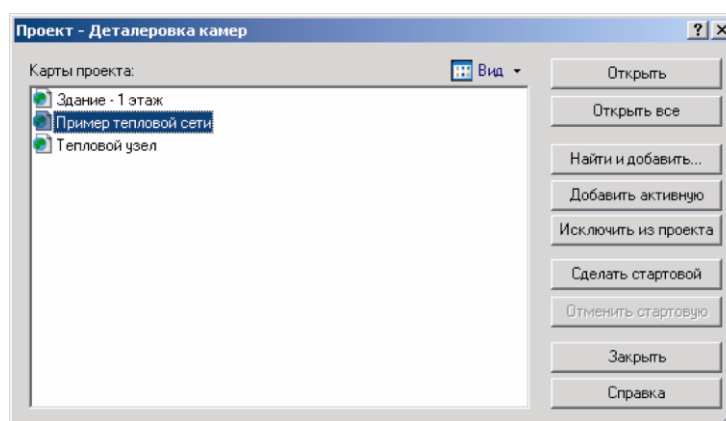 Проект - Деталеровка камер
Карты проекта:
Вид
Здание - 1 этаж
Пример тепловой сети
Тепловой узел
Открыть
Открыть все
Найти и добавить...
Добавить активную
Исключить из проекта
Сделать стартовой
Отменить стартовую
Закрыть
Справка